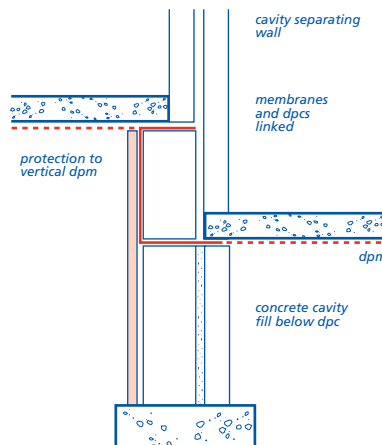 cavity separating
wall
membranes
and dpcs
linked
protection to
vertical dpm
dpm
concrete cavity
fill below dpc